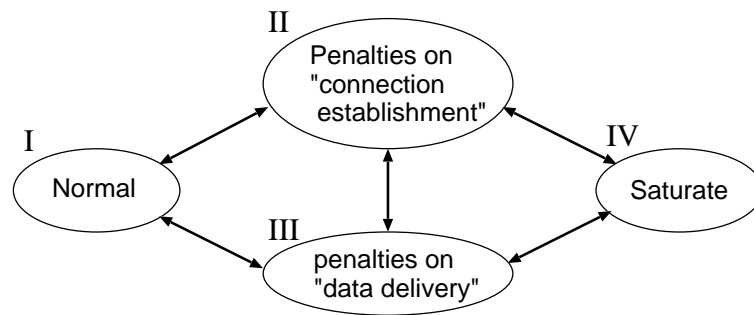 II
Penalties on
"connection
establishment"
I
IV
Normal
Saturate
III
penalties on
"data delivery"